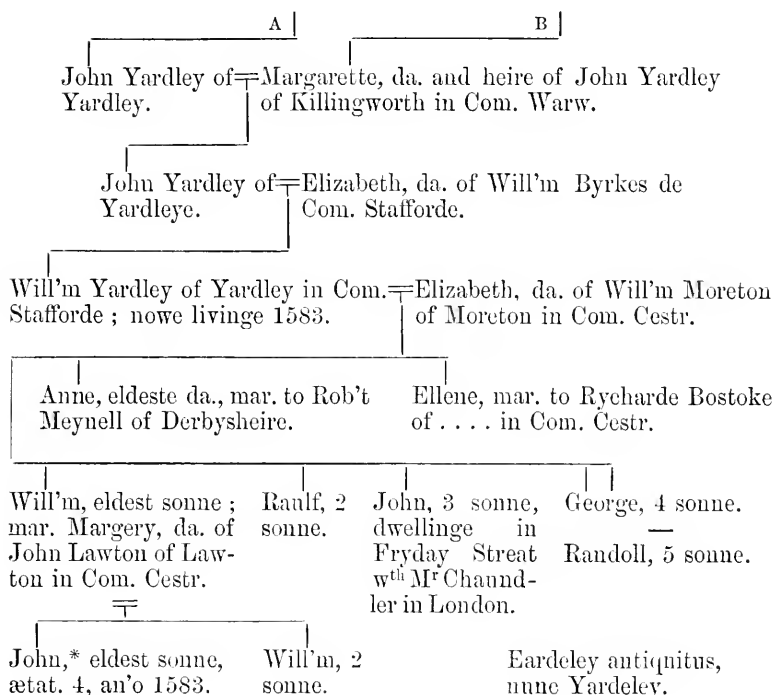 A B
John Yardley of Margarette, da. and heire of John Yardley
Yardley. of Killingworth in Com. Warw.
John Yardley of Elizabeth, da. of Will'm Byrkes de
Yardleye. Com. Stafforde.
Will'm Yardley of Yardley in Com. Elizabeth, da. of Will'm Moreton
Stafforde ; nowe livinge 1583. of Moreton in Com. Cestr.
Anne, eldeste da., mar. to Rob't Ellene, mar. to Rycharde Bostoke
Meynell of Derbysheire. of . . . . in Com. Cestr.
Will'm, eldest sonne ; Raulf, 2 John, 3 sonne, George, 4 sonne.
mar. Margery, da. of sonne. dwellinge in
John Lawton of Law- Fryday Streat Randoll, 5 sonne.
ton in Com. Cestr. wth Mr Chaund-
ler in London.
John,* eldest sonne, Will'm, 2 Eardeley antiquitus,
ætat. 4, an'o 1583. sonne. nunc Yardeley.